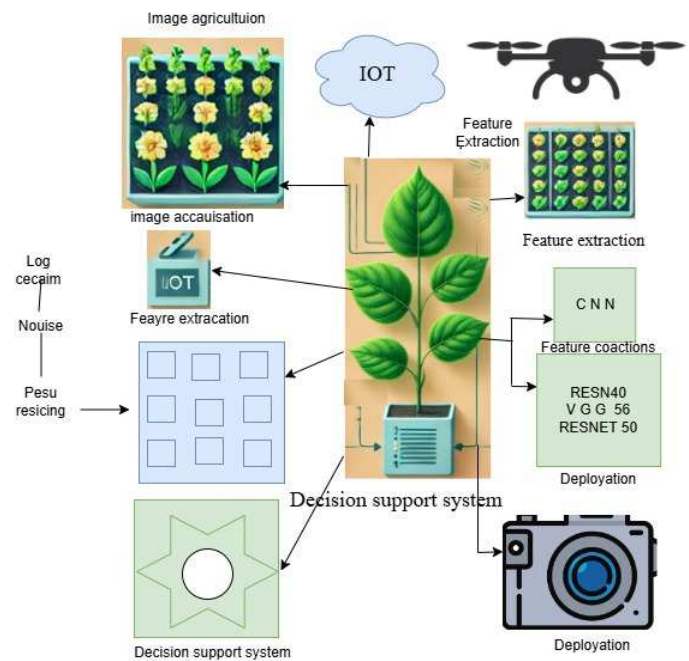 Image agricultuion
IOT
Feature
Extraction
image accauisation
Feature extraction
Log
cecaim
IOT
Nouise
Feayre extracation
C N N
Feature coactions
Pesu
resicing
RESN40
V G G 56
RESNET 50
Deployation
Decision support system
Decision support system
Deployation